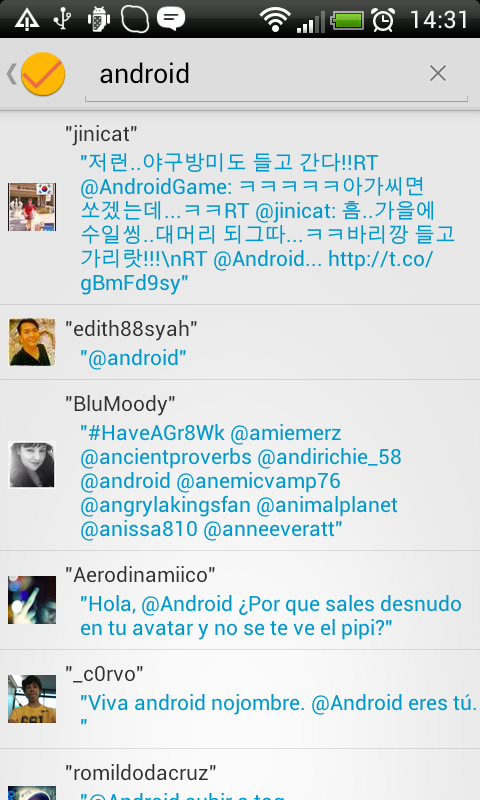 14:31
android
"jinicat"
"저런..야구방미도 들고 간다!!RT
@AndroidGame: ㅋㅋㅋㅋㅋ아가씨면
쏘겠는데...ㅋㅋRT @jinicat: 흠..가을에
수일씽..대머리 되그따...ㅋㅋ바리깡 들고
가리랏!!!\nRT @Android... http://t.co/
gBmFd9sy"
"edith88syah"
"@android"
"BluMoody"
"#HaveAGr8Wk @amiemerz
@ancientproverbs @andirichie_58
@android @anemicvamp76
@angrylakingsfan @animalplanet
@anissa810 @anneeveratt"
"Aerodinamiico"
"Hola, @Android ¿Por que sales desnudo
en tu avatar y no se te ve el pipi?"
"_c0rvo"
"Viva android nojombre. @Android eres tú.
"
"romildodacruz"
"@Android subir a tag